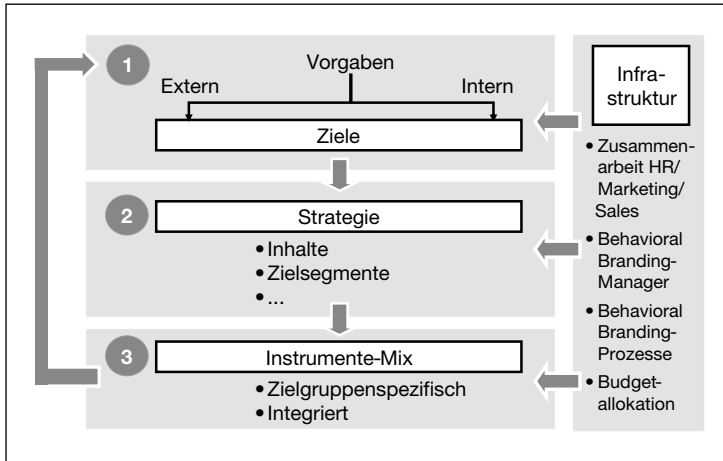 1
Vorgaben
Extern
Intern
Ziele
2
Strategie
• Inhalte
• Zielsegmente
• ...
3
Instrumente-Mix
• Zielgruppenspezifisch
• Integriert
Infra-
struktur
• Zusammen-
arbeit HR/
Marketing/
Sales
• Behavioral
Branding-
Manager
• Behavioral
Branding-
Prozesse
• Budget-
allokation